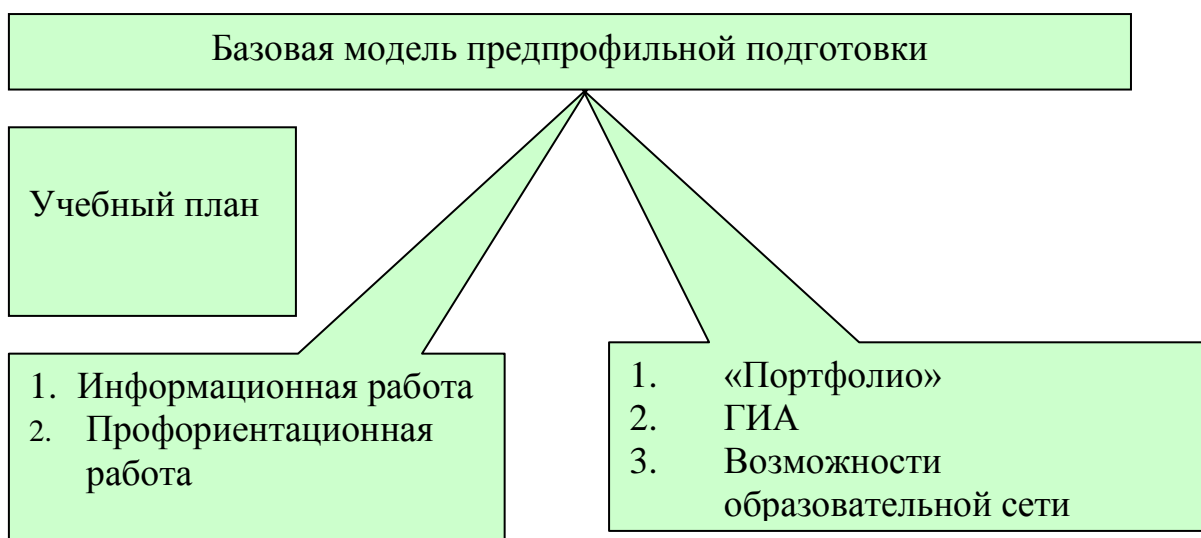 Базовая модель предпрофильной подготовки
Учебный план
1. Информационная работа
2. Профориентационная
работа
1. «Портфолио»
2. ГИА
3. Возможности
образовательной сети